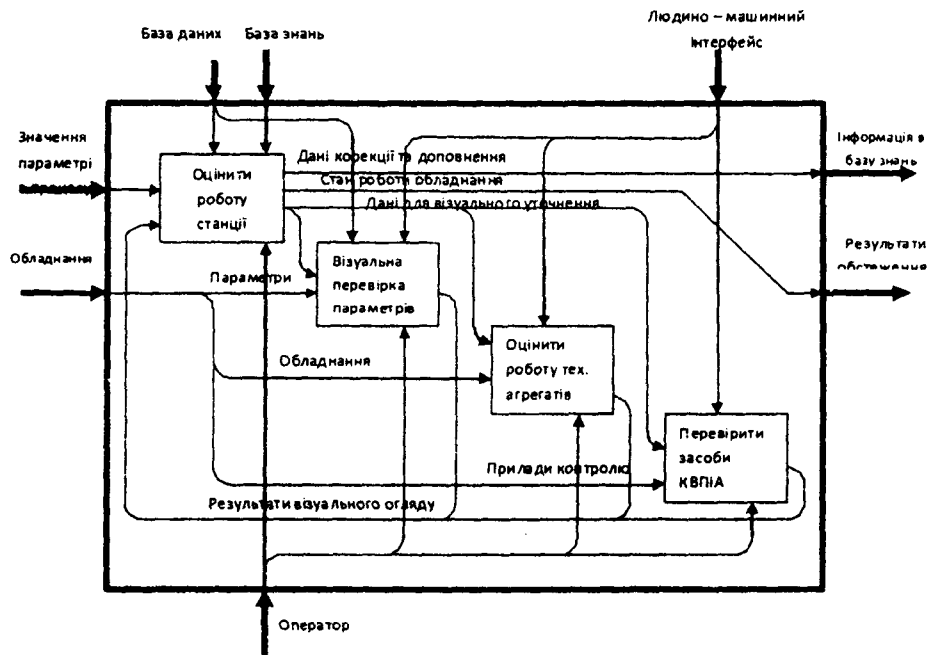 Людино – машинний
Інтерфейс
База даних
База знань
Значення
параметрі
Інформація в
базу знань
Дані корекції та доповнення
Стан роботи обладнання
Дані для візуального уточнення
Оцінити
роботу
станції
Результати
обстеження
Обладнання
Параметри
Візуальна
перевірка
параметрів
Обладнання
Оцінити
роботу тех.
агрегатів
Перевірити
засоби
КВПіА
Прилади контролю
Результати візуального огляду
Оператор